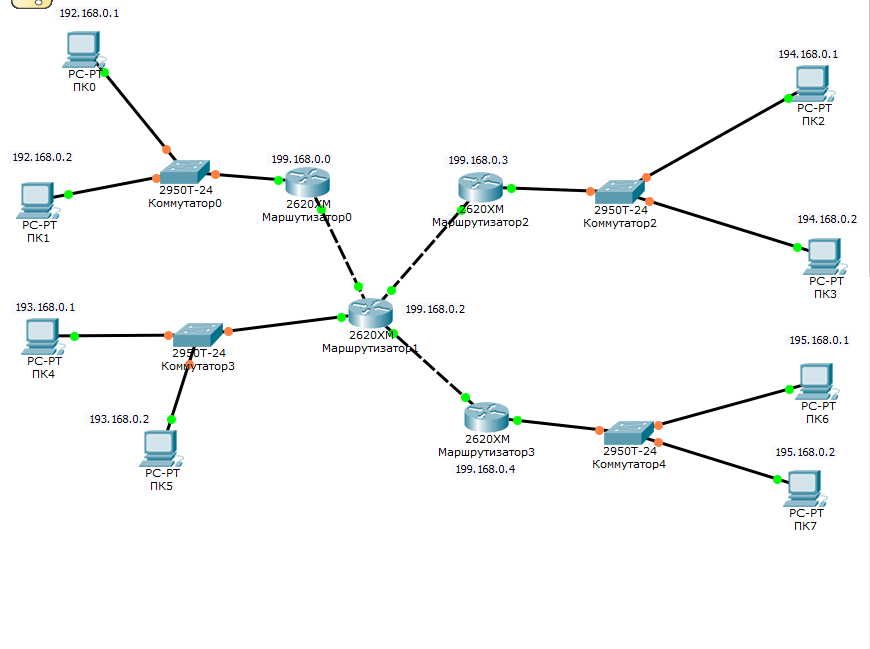 192.168.0.1
PC-PT
ПК0
192.168.0.2
PC-PT
ПК1
2950T-24
Коммутатор0
199.168.0.0
2620XM
Маршрутизатор0
199.168.0.3
2620XM
Маршрутизатор2
2950T-24
Коммутатор2
194.168.0.1
PC-PT
ПК2
194.168.0.2
PC-PT
ПК3
193.168.0.1
PC-PT
ПК4
2950T-24
Коммутатор3
199.168.0.2
2620XM
Маршрутизатор1
193.168.0.2
PC-PT
ПК5
2620XM
Маршрутизатор3
199.168.0.4
2950T-24
Коммутатор4
195.168.0.1
PC-PT
ПК6
195.168.0.2
PC-PT
ПК7